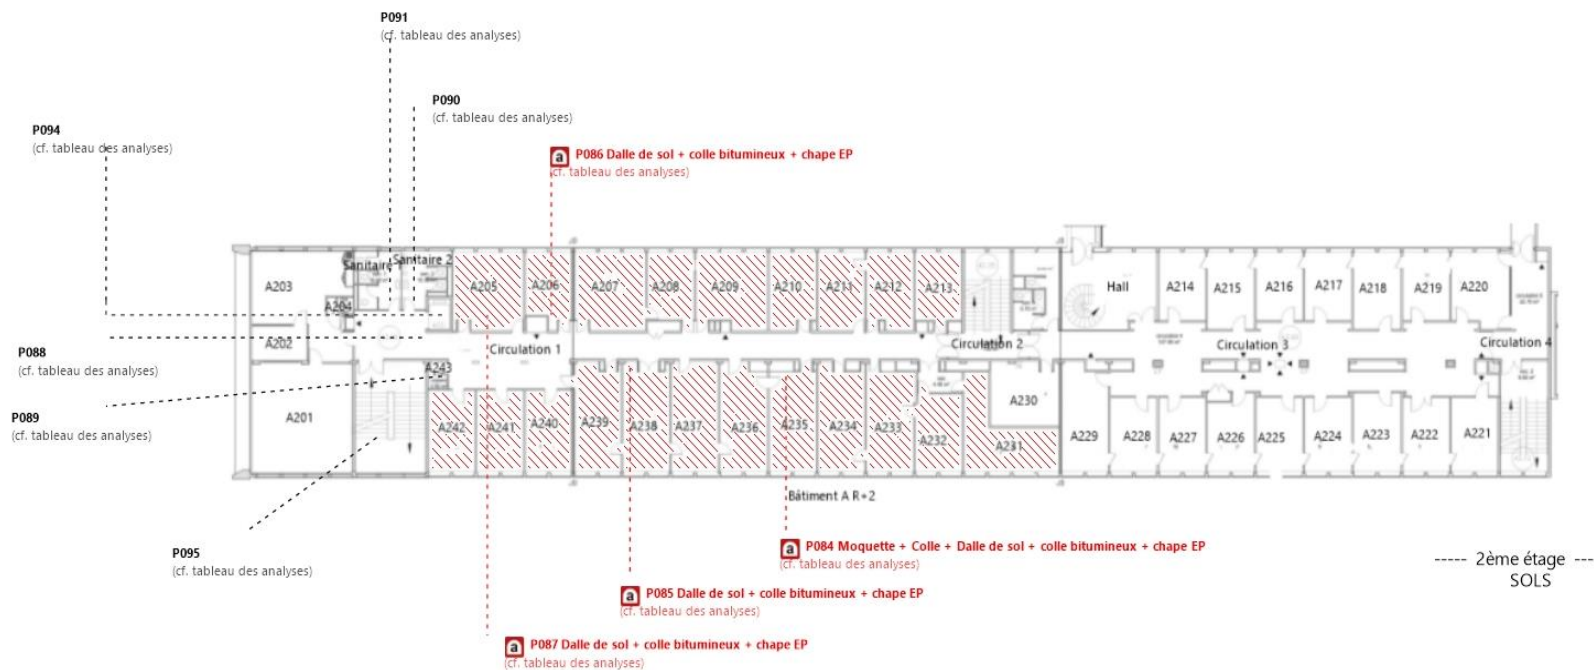 P091
(cf. tableau des analyses)
P090
(cf. tableau des analyses)
P094
(cf. tableau des analyses)
a P086 Dalle de sol + colle bitumineux + chape EP
(cf. tableau des analyses)
Sanitaire 1 Sanitaire 2
A203 A204 A205 A206 A207 A208 A209 A210 A211 A212 A213 Hall A214 A215 A216 A217 A218 A219 A220
A202 Circulation 1 Circulation 2 Circulation 3 Circulation 4
P088
(cf. tableau des analyses)
A243
P089
(cf. tableau des analyses)
A201 A242 A241 A240 A239 A238 A237 A236 A235 A234 A233 A232 A231 A230 A229 A228 A227 A226 A225 A224 A223 A222 A221
Bâtiment A R+2
P095
(cf. tableau des analyses)
a P084 Moquette + Colle + Dalle de sol + colle bitumineux + chape EP
(cf. tableau des analyses)
a P085 Dalle de sol + colle bitumineux + chape EP
(cf. tableau des analyses)
a P087 Dalle de sol + colle bitumineux + chape EP
(cf. tableau des analyses)
----- 2ème étage ---
SOLS